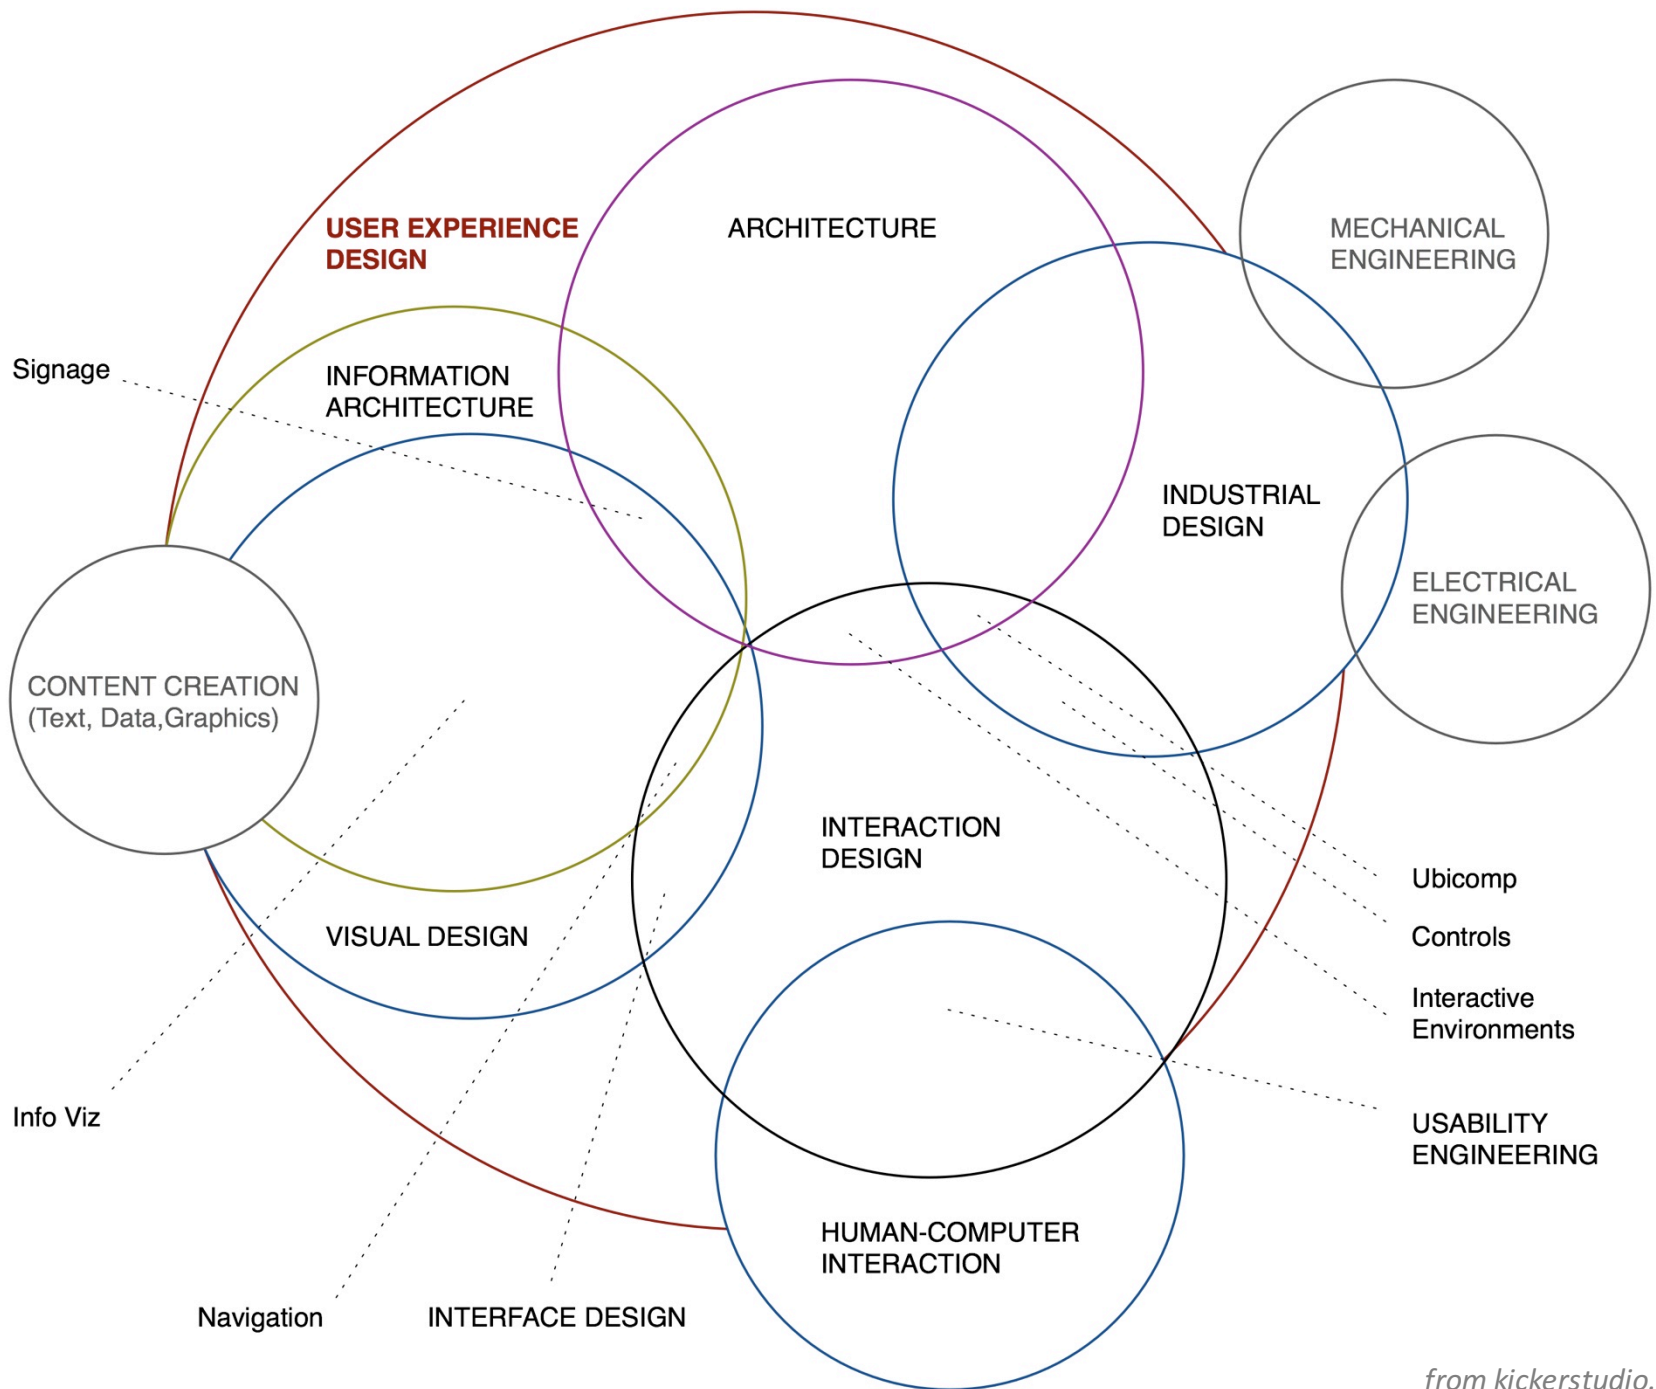 USER EXPERIENCE
DESIGN
ARCHITECTURE
MECHANICAL
ENGINEERING
Signage
INFORMATION
ARCHITECTURE
INDUSTRIAL
DESIGN
ELECTRICAL
ENGINEERING
CONTENT CREATION
(Text, Data,Graphics)
INTERACTION
DESIGN
VISUAL DESIGN
Ubicomp
Controls
Interactive
Environments
Info Viz
USABILITY
ENGINEERING
HUMAN-COMPUTER
INTERACTION
Navigation
INTERFACE DESIGN
from kickerstudio.